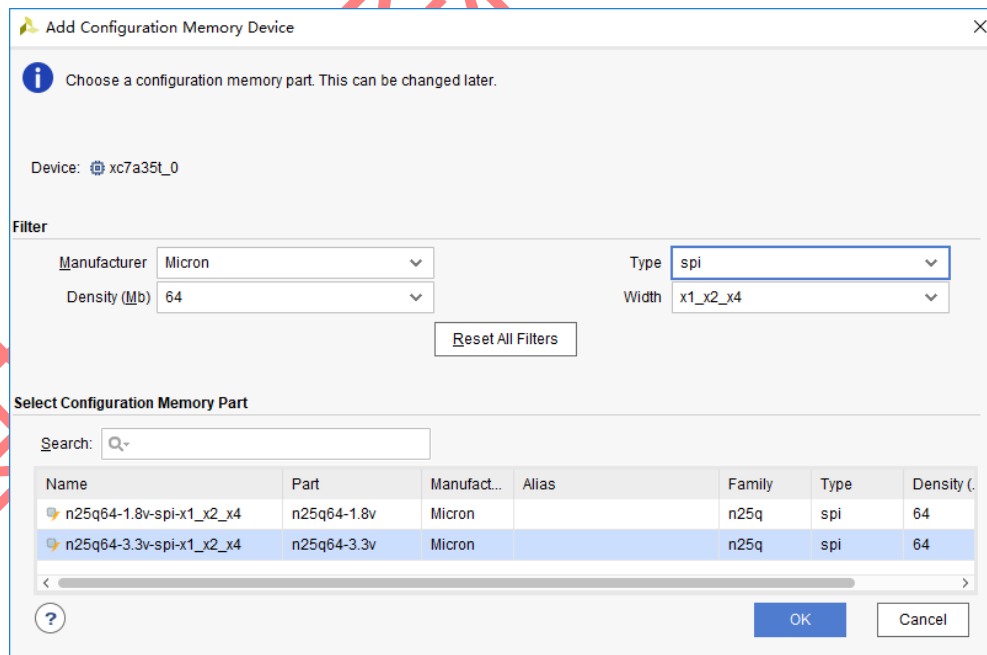 Add Configuration Memory Device
Choose a configuration memory part. This can be changed later.
Device: xc7a35t_0
Filter
Manufacturer Micron Type spi
Density (Mb) 64 Width x1_x2_x4
Reset All Filters
Select Configuration Memory Part
Search:
Name Part Manufact... Alias Family Type Density (.
n25q64-1.8v-spi-x1_x2_x4 n25q64-1.8v Micron n25q spi 64
n25q64-3.3v-spi-x1_x2_x4 n25q64-3.3v Micron n25q spi 64
? OK Cancel